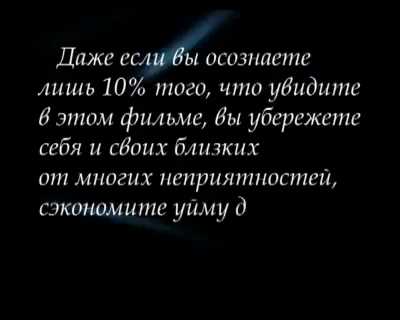 Даже если вы осознаете
лишь 10% того, что увидите
в этом фильме, вы убережете
себя и своих близких
от многих неприятностей,
сэкономите уйму д